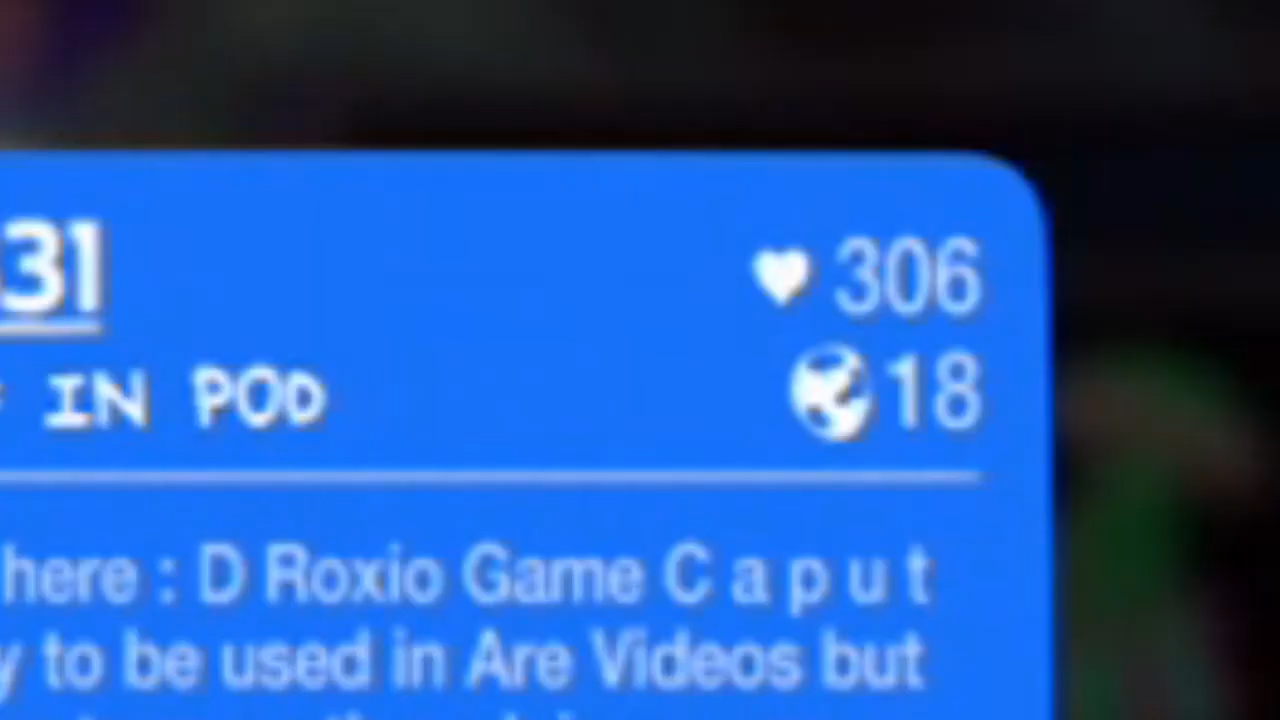 31
306
IN POD
18
here : D Roxio Game C a p u t
y to be used in Are Videos but